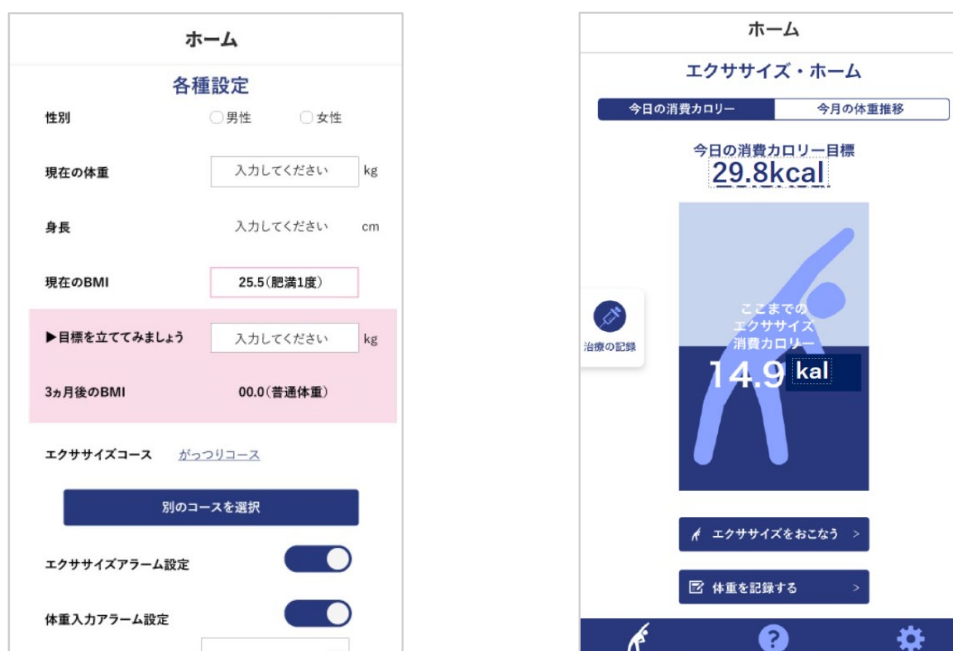 ホーム
各種設定
性別 男性 女性
現在の体重 入力してください kg
身長 入力してください cm
現在のBMI 25.5(肥満1度)
▶目標を立ててみましょう 入力してください kg
3ヵ月後のBMI 00.0(普通体重)
エクササイズコース がっつりコース
別のコースを選択
エクササイズアラーム設定
体重入力アラーム設定
ホーム
エクササイズ・ホーム
今日の消費カロリー 今月の体重推移
今日の消費カロリー目標
29.8kcal
ここまでの
エクササイズ
消費カロリー
14.9 kal
治療の記録
エクササイズをおこなう >
体重を記録する >
?